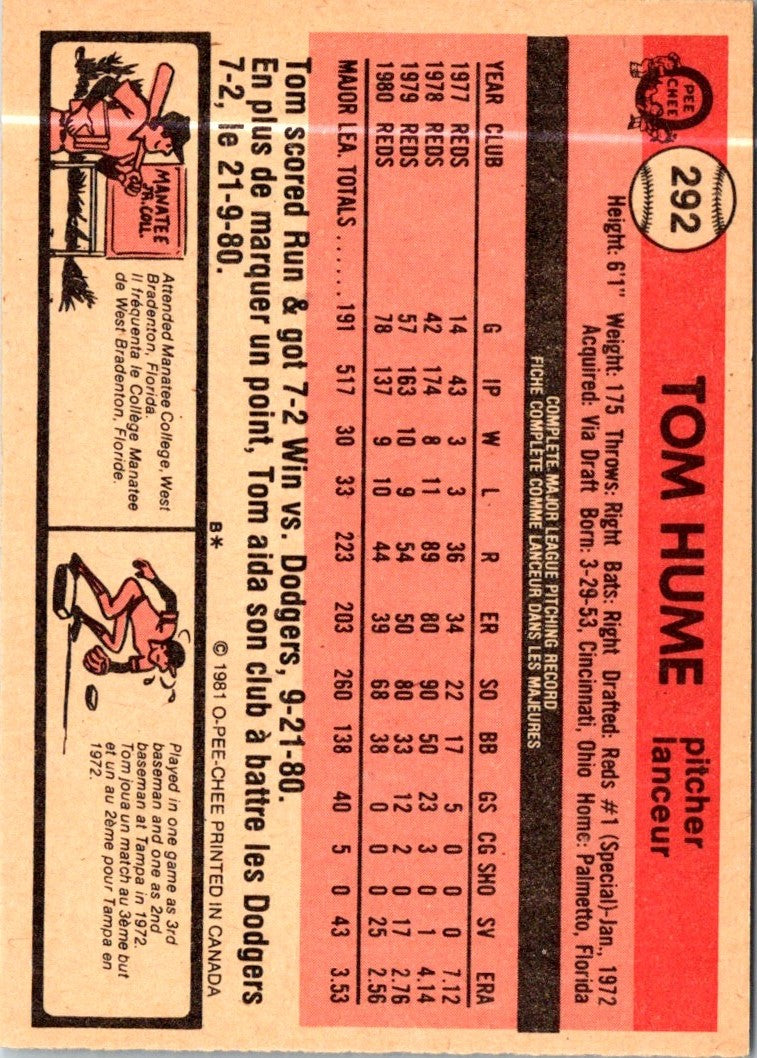 O
PEE
CHEE
292
TOM HUME
pitcher
lanceur
Height: 6'1" Weight: 175 Throws: Right Bats: Right Drafted: Reds #1 (Special)-Jan., 1972
Acquired: Via Draft Born: 3-29-53, Cincinnati, Ohio Home: Palmetto, Florida
COMPLETE MAJOR LEAGUE PITCHING RECORD
FICHE COMPLÈTE COMME LANCEUR DANS LES MAJEURES
YEAR CLUB G IP W L R ER SO BB GS CG SHO SV ERA
1977 REDS 14 43 3 3 36 34 22 17 5 0 0 0 7.12
1978 REDS 42 174 8 11 89 80 90 50 23 3 0 1 4.14
1979 REDS 57 163 10 9 54 50 80 33 12 2 0 17 2.76
1980 REDS 78 137 9 10 44 39 68 38 0 0 0 25 2.56
MAJOR LEA. TOTALS ...... 191 517 30 33 223 203 260 138 40 5 0 43 3.53
Tom scored Run & got 7-2 Win vs. Dodgers, 9-21-80.
En plus de marquer un point, Tom aida son club à battre les Dodgers
7-2, le 21-9-80.
B* © 1981 O-PEE-CHEE PRINTED IN CANADA
MANATEE
JR. COLL.
Attended Manatee College, West
Bradenton, Florida.
Il fréquenta le Collège Manatee
de West Bradenton, Floride.
Played in one game as 3rd
baseman and one as 2nd
baseman at Tampa in 1972.
Tom joua un match au 3ème but
et un au 2ème pour Tampa en
1972.